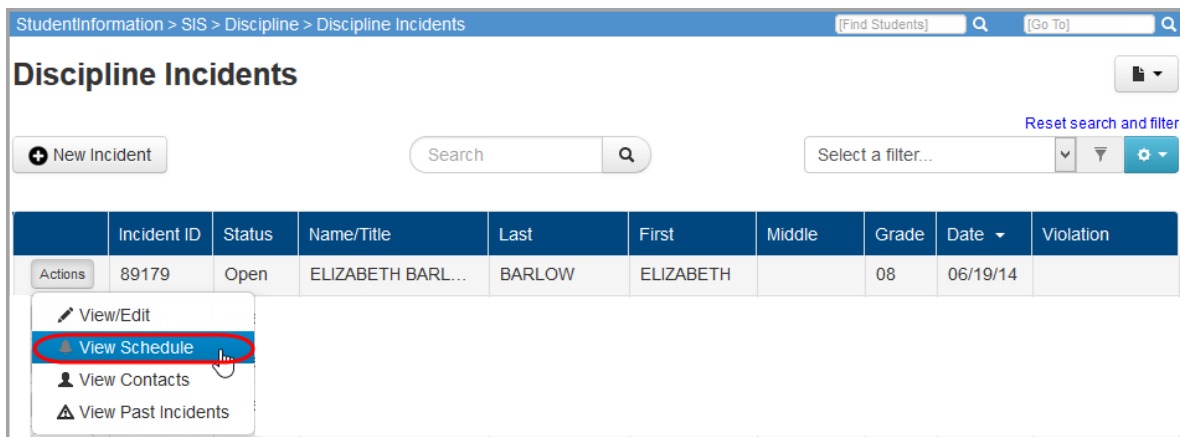 StudentInformation > SIS > Discipline > Discipline Incidents [Find Students] [Go To]
Discipline Incidents
Reset search and filter
New Incident Search Select a filter...
Incident ID Status Name/Title Last First Middle Grade Date Violation
Actions 89179 Open ELIZABETH BARL... BARLOW ELIZABETH 08 06/19/14
View/Edit
View Schedule
View Contacts
View Past Incidents